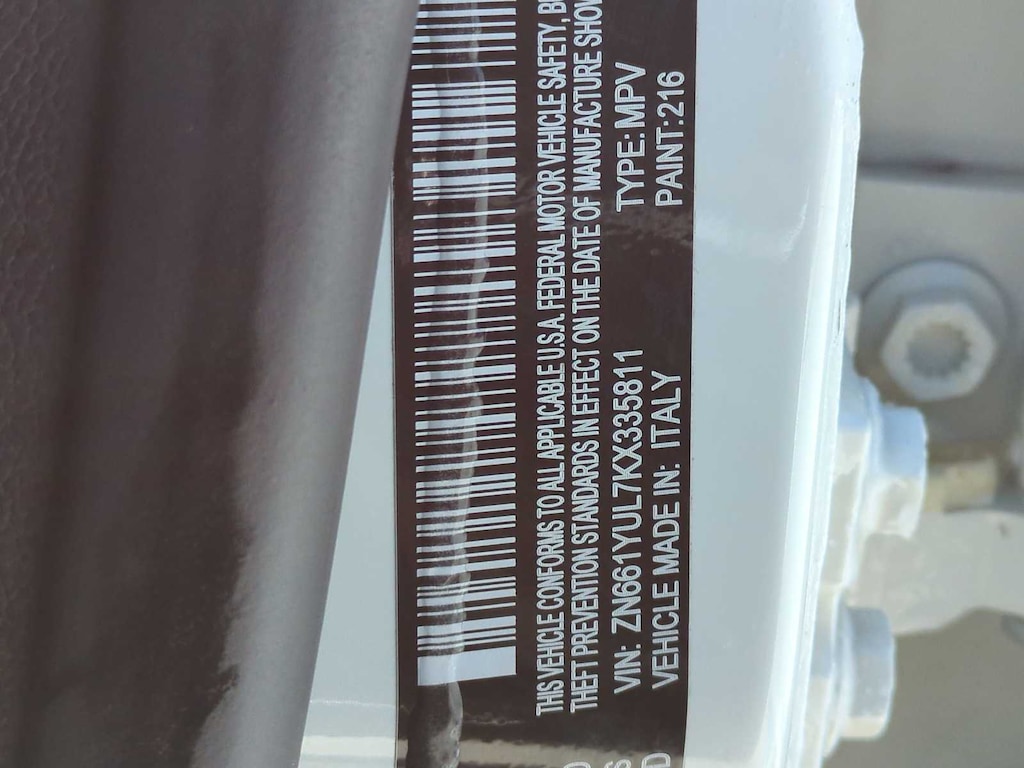 THIS VEHICLE CONFORMS TO ALL APPLICABLE U.S.A. FEDERAL MOTOR VEHICLE SAFETY,
THEFT PREVENTION STANDARDS IN EFFECT ON THE DATE OF MANUFACTURE SHOW
VIN: ZN661YUL7KX335811 TYPE: MPV
VEHICLE MADE IN: ITALY PAINT: 216